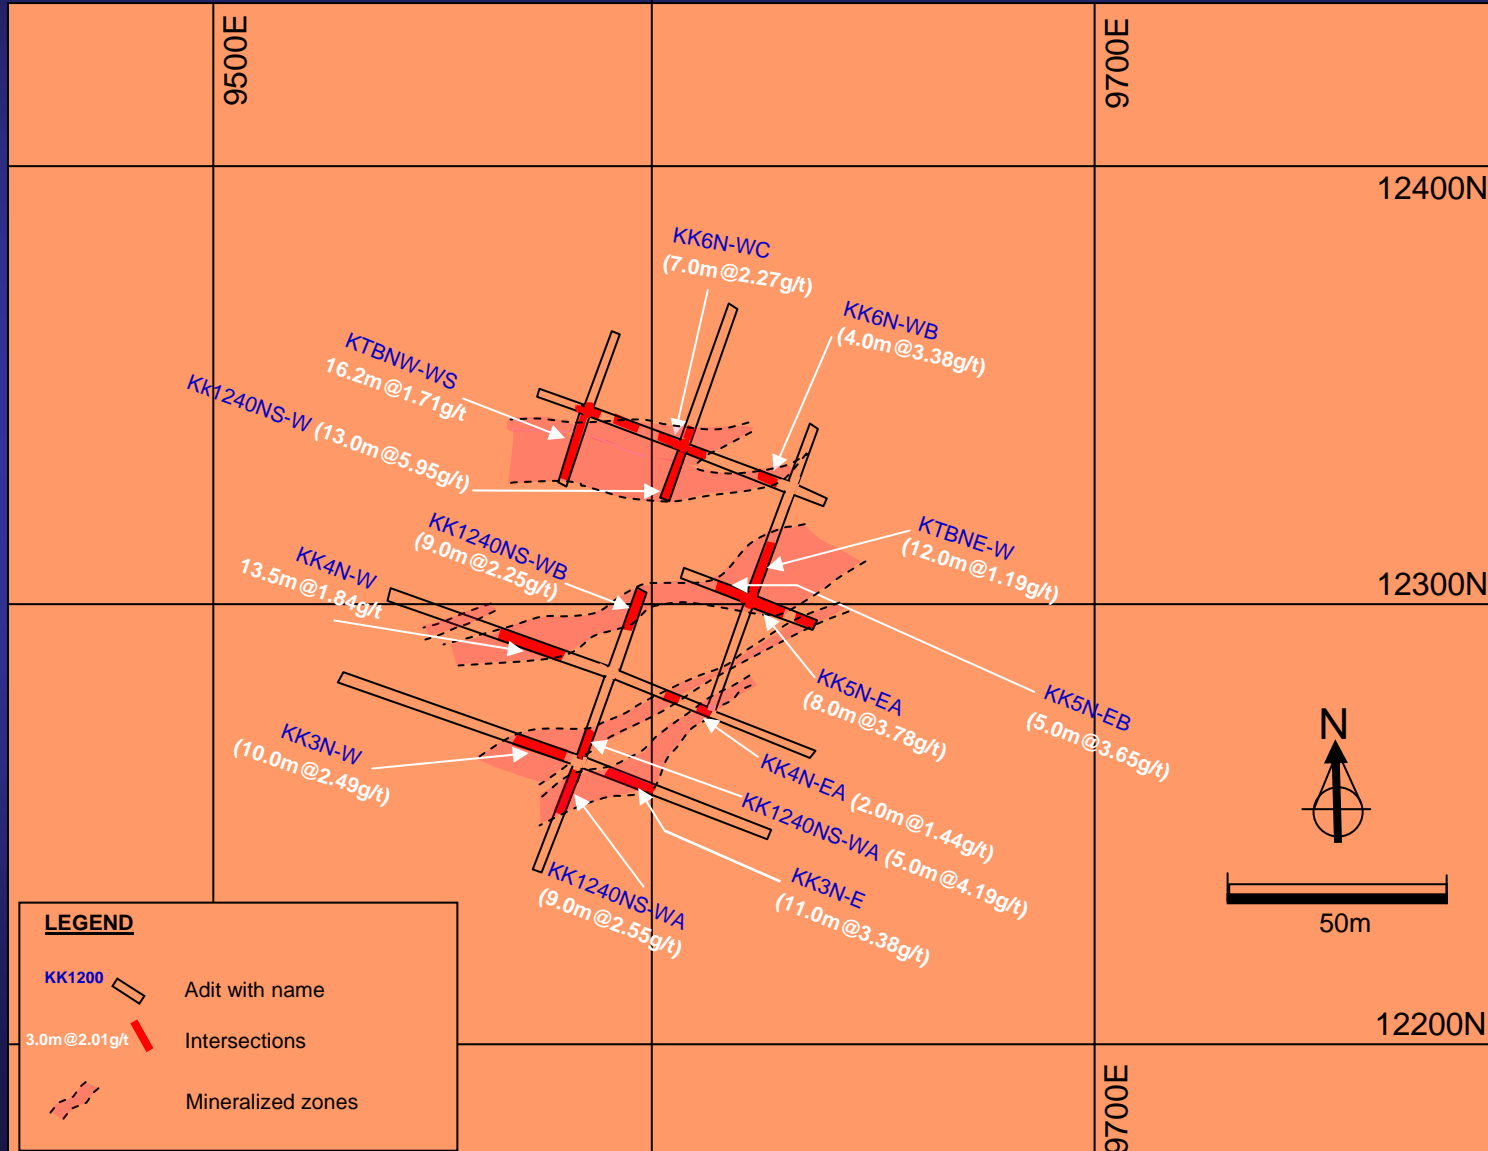 9500E
9700E
12400N
KK6N-WC
(7.0m@2.27g/t)
KK6N-WB
(4.0m@3.38g/t)
KTBNW-WS
16.2m@1.71g/t
Kk1240NS-W (13.0m@5.95g/t)
KK1240NS-WB
(9.0m@2.25g/t)
KTBNE-W
(12.0m@1.19g/t)
KK4N-W
13.5m@1.84g/t
12300N
KK5N-EA
(8.0m@3.78g/t)
KK5N-EB
(5.0m@3.65g/t)
KK3N-W
(10.0m@2.49g/t)
KK4N-EA (2.0m@1.44g/t)
KK1240NS-WA (5.0m@4.19g/t)
KK3N-E
(11.0m@3.38g/t)
KK1240NS-WA
(9.0m@2.55g/t)
N
50m
12200N
9700E
LEGEND
KK1200 Adit with name
3.0m@2.01g/t Intersections
Mineralized zones